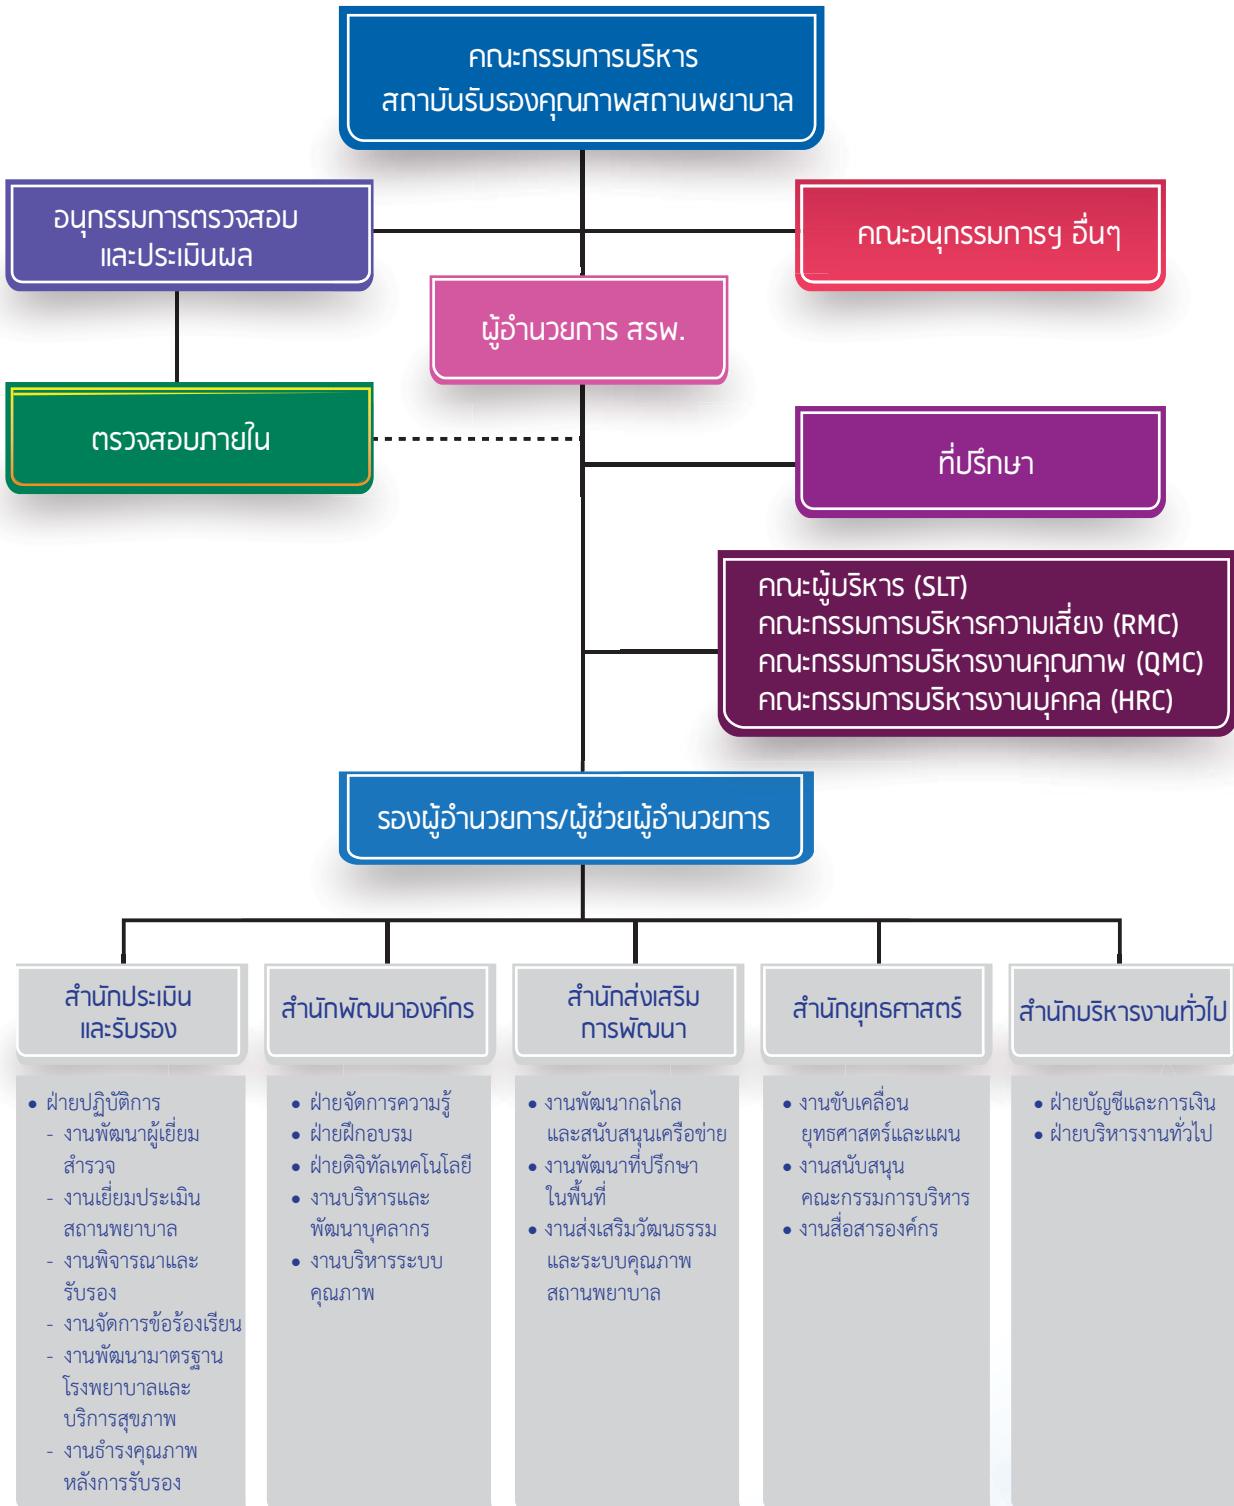 คณะกรรมการบริหาร
สถาบันรับรองคุณภาพสถานพยาบาล
อนุกรรมการตรวจสอบ
และประเมินผล
คณะอนุกรรมการฯ อื่นๆ
ผู้อำนวยการ สรพ.
ตรวจสอบภายใน
ที่ปรึกษา
คณะผู้บริหาร (SLT)
คณะกรรมการบริหารความเสี่ยง (RMC)
คณะกรรมการบริหารงานคุณภาพ (QMC)
คณะกรรมการบริหารงานบุคคล (HRC)
รองผู้อำนวยการ/ผู้ช่วยผู้อำนวยการ
สำนักประเมิน
และรับรอง
• ฝ่ายปฏิบัติการ
- งานพัฒนาผู้เยี่ยม
สำรวจ
- งานเยี่ยมประเมิน
สถานพยาบาล
- งานพิจารณาและ
รับรอง
- งานจัดการข้อร้องเรียน
- งานพัฒนามาตรฐาน
โรงพยาบาลและ
บริการสุขภาพ
- งานธำรงคุณภาพ
หลังการรับรอง
สำนักพัฒนาองค์กร
• ฝ่ายจัดการความรู้
• ฝ่ายฝึกอบรม
• ฝ่ายดิจิทัลเทคโนโลยี
• งานบริหารและ
พัฒนาบุคลากร
• งานบริหารระบบ
คุณภาพ
สำนักส่งเสริม
การพัฒนา
• งานพัฒนากลไกล
และสนับสนุนเครือข่าย
• งานพัฒนาที่ปรึกษา
ในพื้นที่
• งานส่งเสริมวัฒนธรรม
และระบบคุณภาพ
สถานพยาบาล
สำนักยุทธศาสตร์
• งานขับเคลื่อน
ยุทธศาสตร์และแผน
• งานสนับสนุน
คณะกรรมการบริหาร
• งานสื่อสารองค์กร
สำนักบริหารงานทั่วไป
• ฝ่ายบัญชีและการเงิน
• ฝ่ายบริหารงานทั่วไป